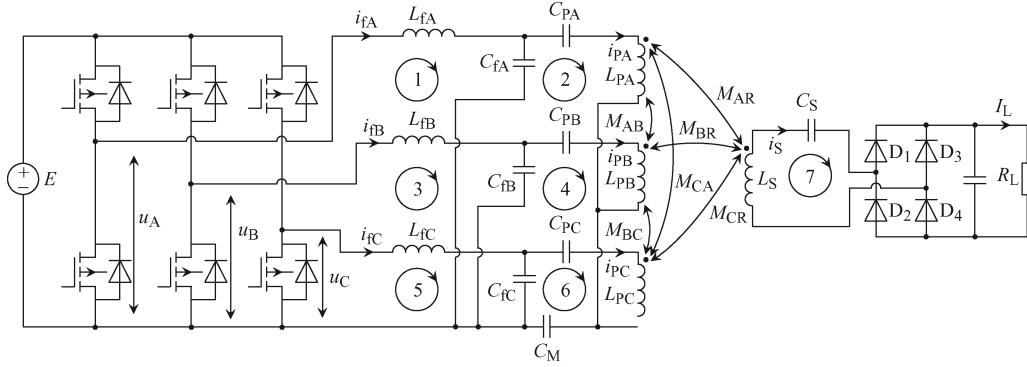 i_fA L_fA C_PA
C_fA 1 2 i_PA L_PA
E + −
u_A u_B u_C
i_fB L_fB C_PB
C_fB 3 4 i_PB L_PB
i_fC L_fC C_PC
C_fC 5 6 i_PC L_PC
C_M
M_AR M_AB M_BR M_CA M_BC M_CR
C_S i_S L_S 7
D_1 D_3 I_L
D_2 D_4 R_L